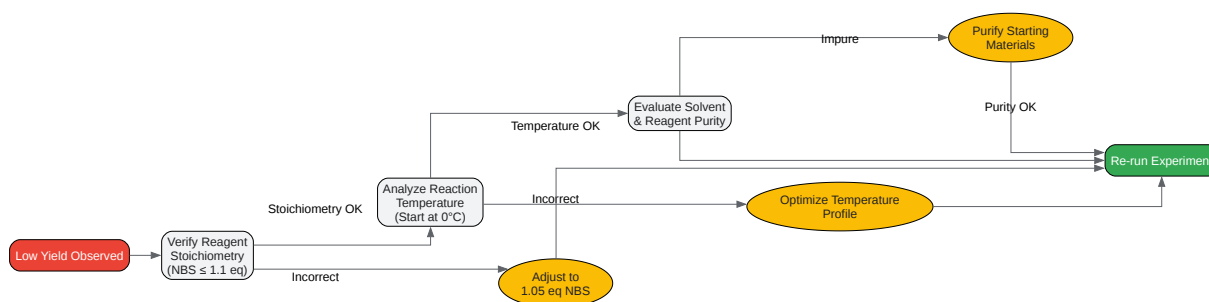 Purify Starting
Materials
Impure
Evaluate Solvent
& Reagent Purity
Purity OK
Temperature OK
Re-run Experiment
Analyze Reaction
Temperature
(Start at 0°C)
Incorrect
Optimize Temperature
Profile
Stoichiometry OK
Low Yield Observed
Verify Reagent
Stoichiometry
(NBS ≤ 1.1 eq)
Incorrect
Adjust to
1.05 eq NBS